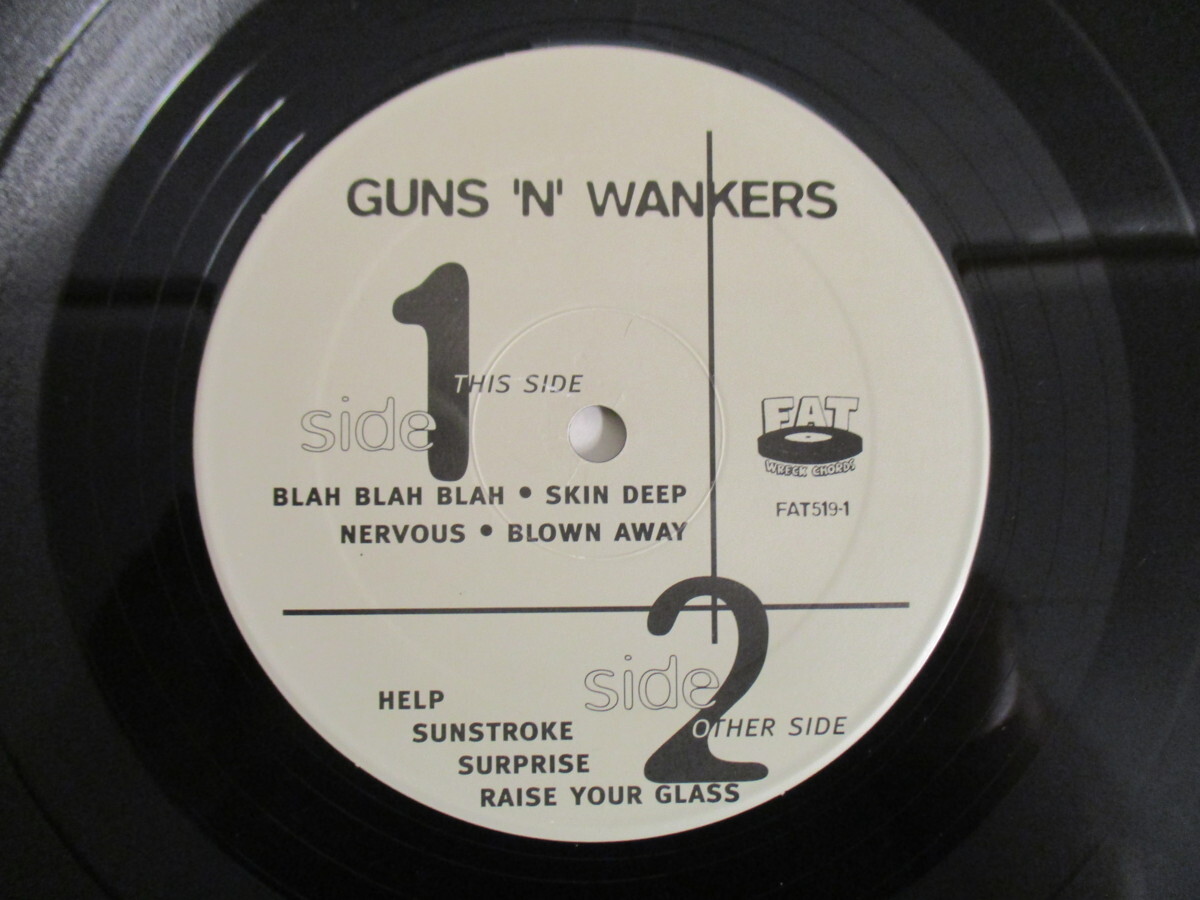 GUNS 'N' WANKERS
1
THIS SIDE
side
FAT
WRECK CHORDS
FAT519-1
BLAH BLAH BLAH • SKIN DEEP
NERVOUS • BLOWN AWAY
2
side
OTHER SIDE
HELP
SUNSTROKE
SURPRISE
RAISE YOUR GLASS